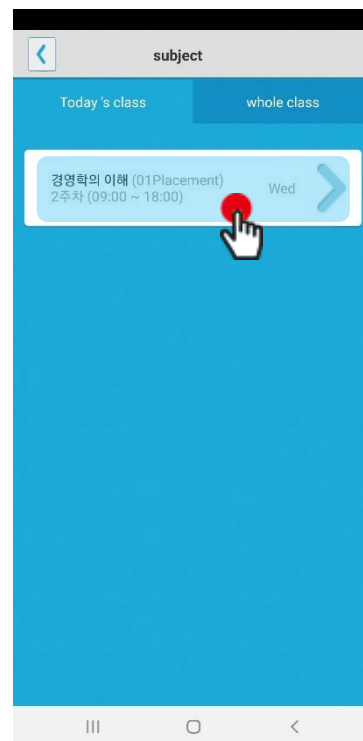 subject
Today 's class
whole class
경영학의 이해 (01Placement)
2주차 (09:00 ~ 18:00)
Wed